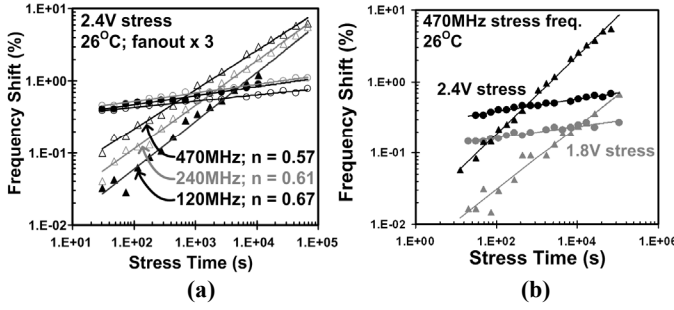 2.4V stress
26°C; fanout x 3
Frequency Shift (%)
1.E+01
1.E+00
1.E-01
1.E-02
470MHz; n = 0.57
240MHz; n = 0.61
120MHz; n = 0.67
1.E+01 1.E+02 1.E+03 1.E+04 1.E+05
Stress Time (s)
(a)
470MHz stress freq.
26°C
Frequency Shift (%)
1.E+01
1.E+00
1.E-01
1.E-02
2.4V stress
1.8V stress
1.E+00 1.E+02 1.E+04 1.E+06
Stress Time (s)
(b)